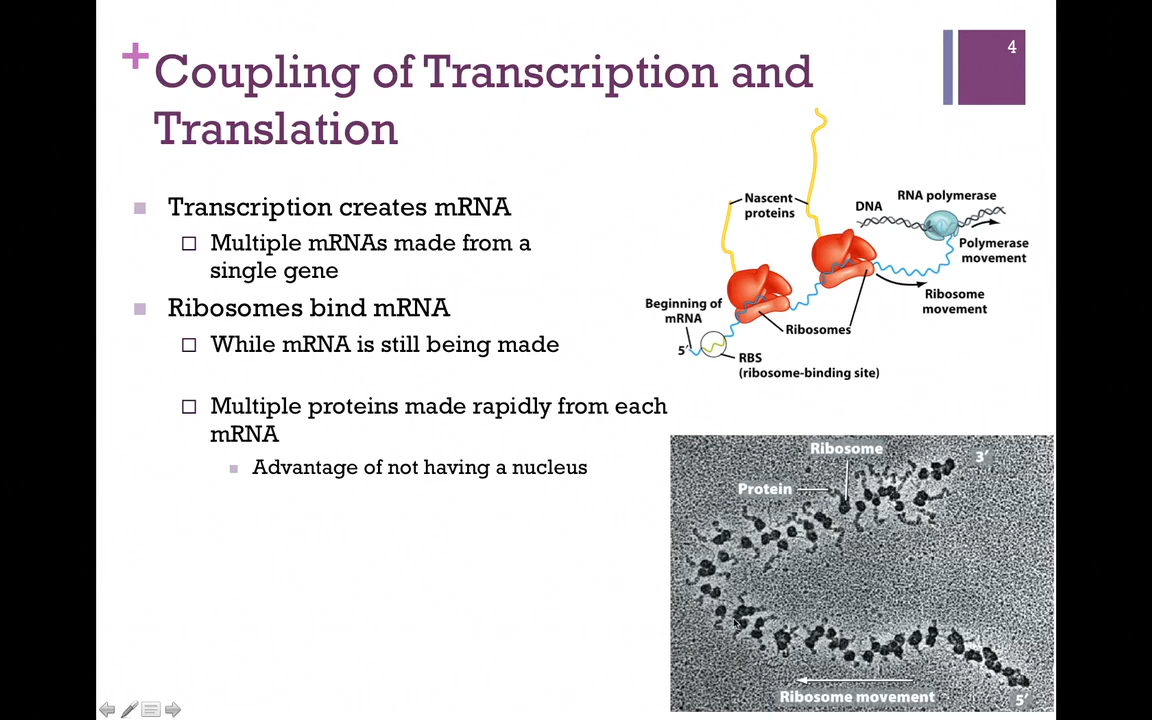 4
+
Coupling of Transcription and
Translation
Transcription creates mRNA
Multiple mRNAs made from a
single gene
Ribosomes bind mRNA
While mRNA is still being made
Multiple proteins made rapidly from each
mRNA
Advantage of not having a nucleus
Nascent
proteins
DNA
RNA polymerase
Polymerase
movement
Ribosome
movement
Beginning of
mRNA
Ribosomes
5′
RBS
(ribosome-binding site)
Ribosome
3′
Protein
Ribosome movement
5′